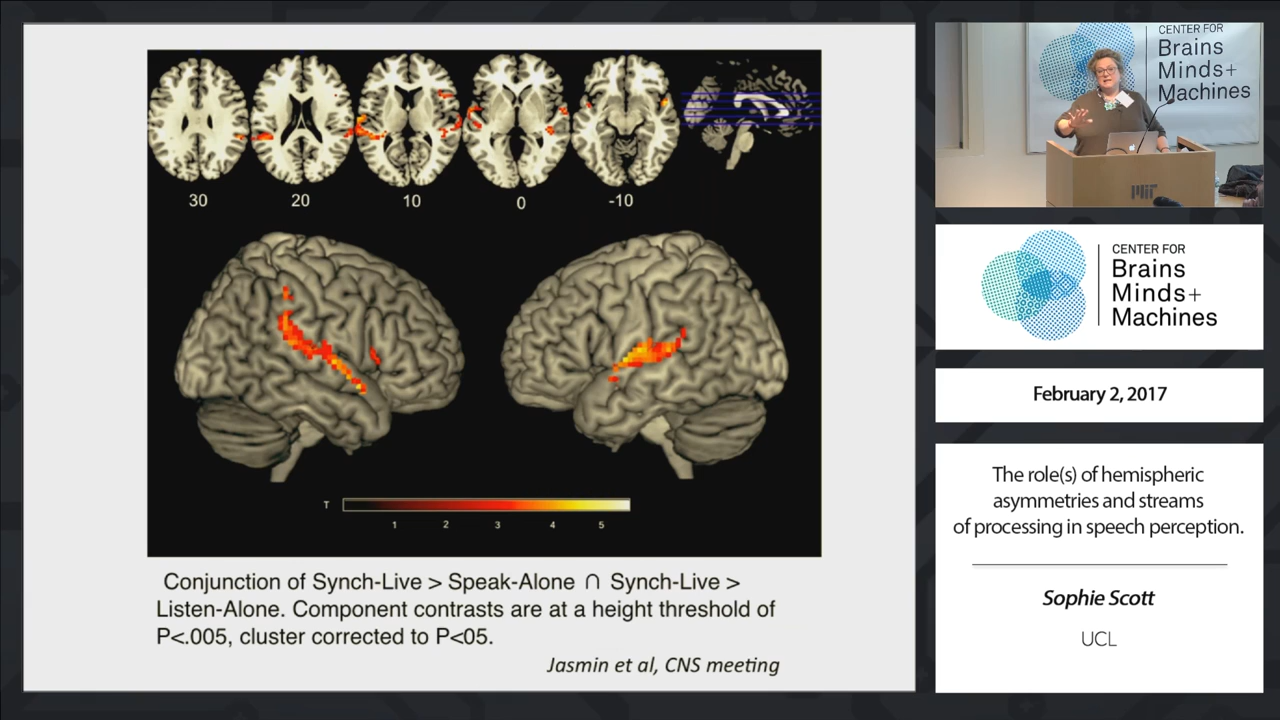 30
20
10
0
-10
T
1
2
3
4
5
Conjunction of Synch-Live > Speak-Alone ∩ Synch-Live >
Listen-Alone. Component contrasts are at a height threshold of
P<.005, cluster corrected to P<05.
Jasmin et al, CNS meeting
CENTER FOR
Brains
Minds+
Machines
MIT
CENTER FOR
Brains
Minds+
Machines
February 2, 2017
The role(s) of hemispheric
asymmetries and streams
of processing in speech perception.
Sophie Scott
UCL